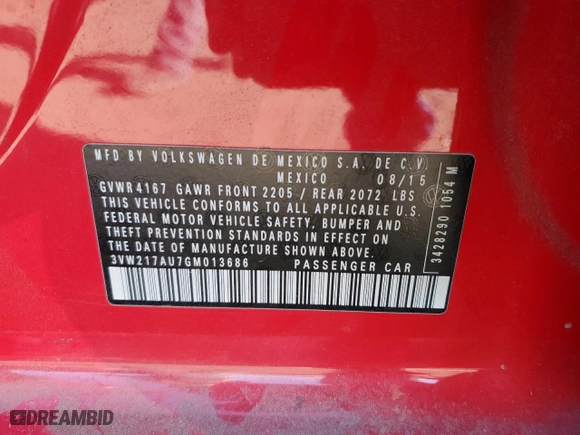 MFD BY VOLKSWAGEN DE MEXICO S.A. DE C.V.
MEXICO 08/15
GVWR 4167 GAWR FRONT 2205 / REAR 2072 LBS
THIS VEHICLE CONFORMS TO ALL APPLICABLE U.S.
FEDERAL MOTOR VEHICLE SAFETY, BUMPER AND
THEFT PREVENTION STANDARDS IN EFFECT ON
THE DATE OF MANUFACTURE SHOWN ABOVE.
3VW217AU7GM013686 PASSENGER CAR
3428290 1054 M
DREAMBID